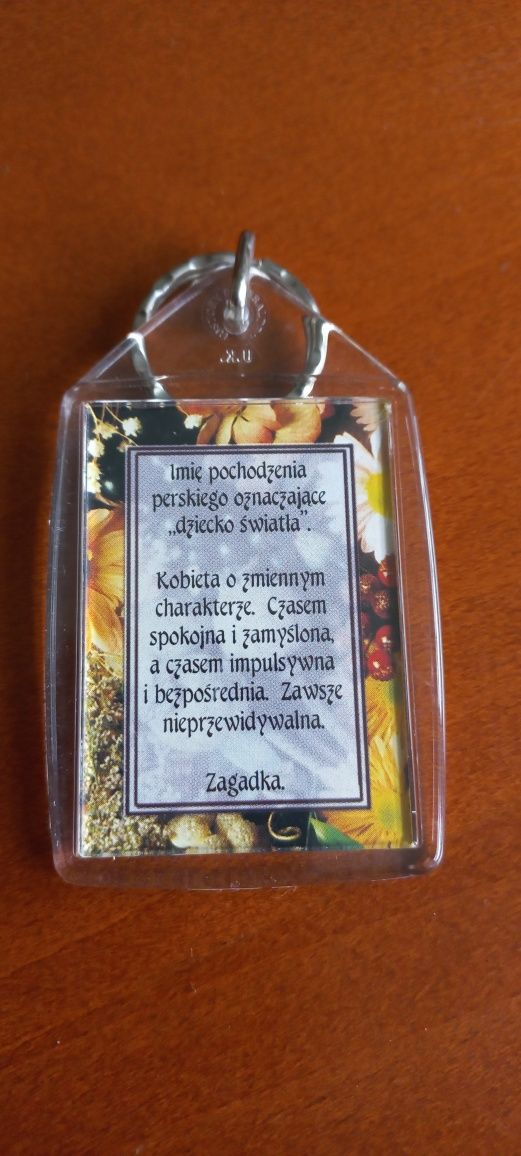 U.K.
Imię pochodzenia
perskiego oznaczające
„dziecko światła”.
Kobieta o zmiennym
charakterze. Czasem
spokojna i zamyślona,
a czasem impulsywna
i bezpośrednia. Zawsze
nieprzewidywalna.
Zagadka.